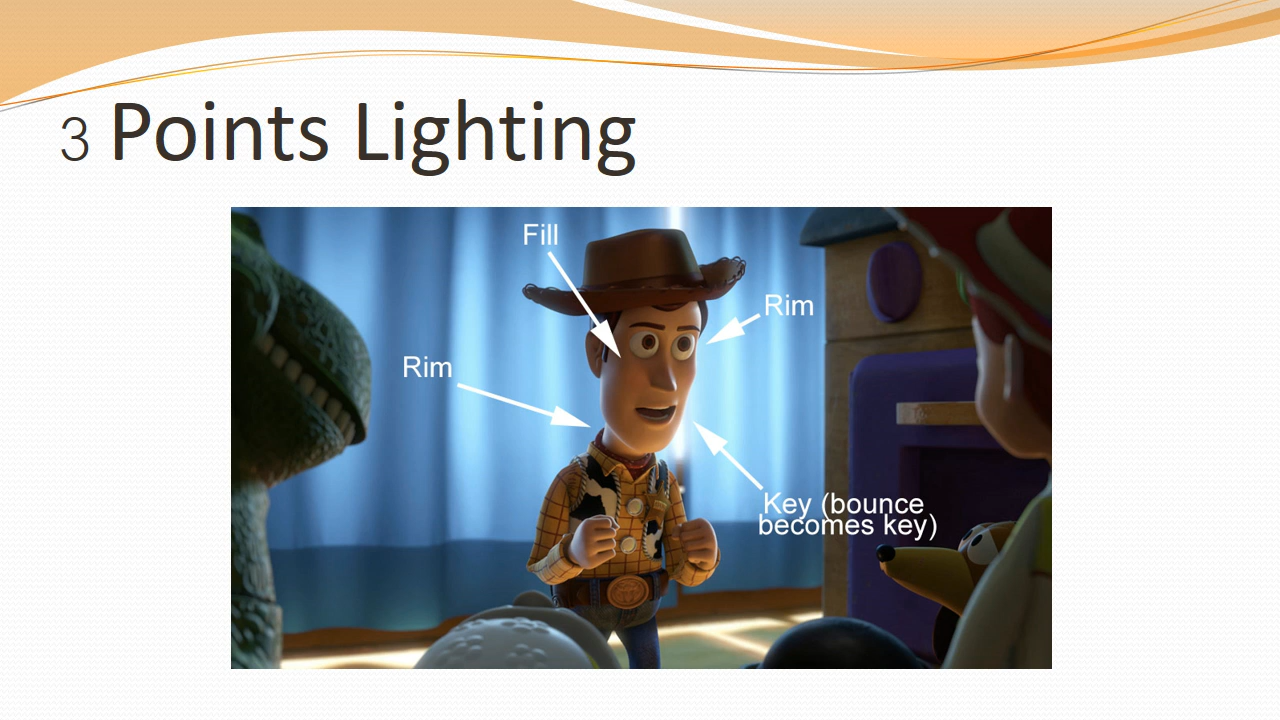 3 Points Lighting
Fill
Rim
Rim
Key (bounce
becomes key)